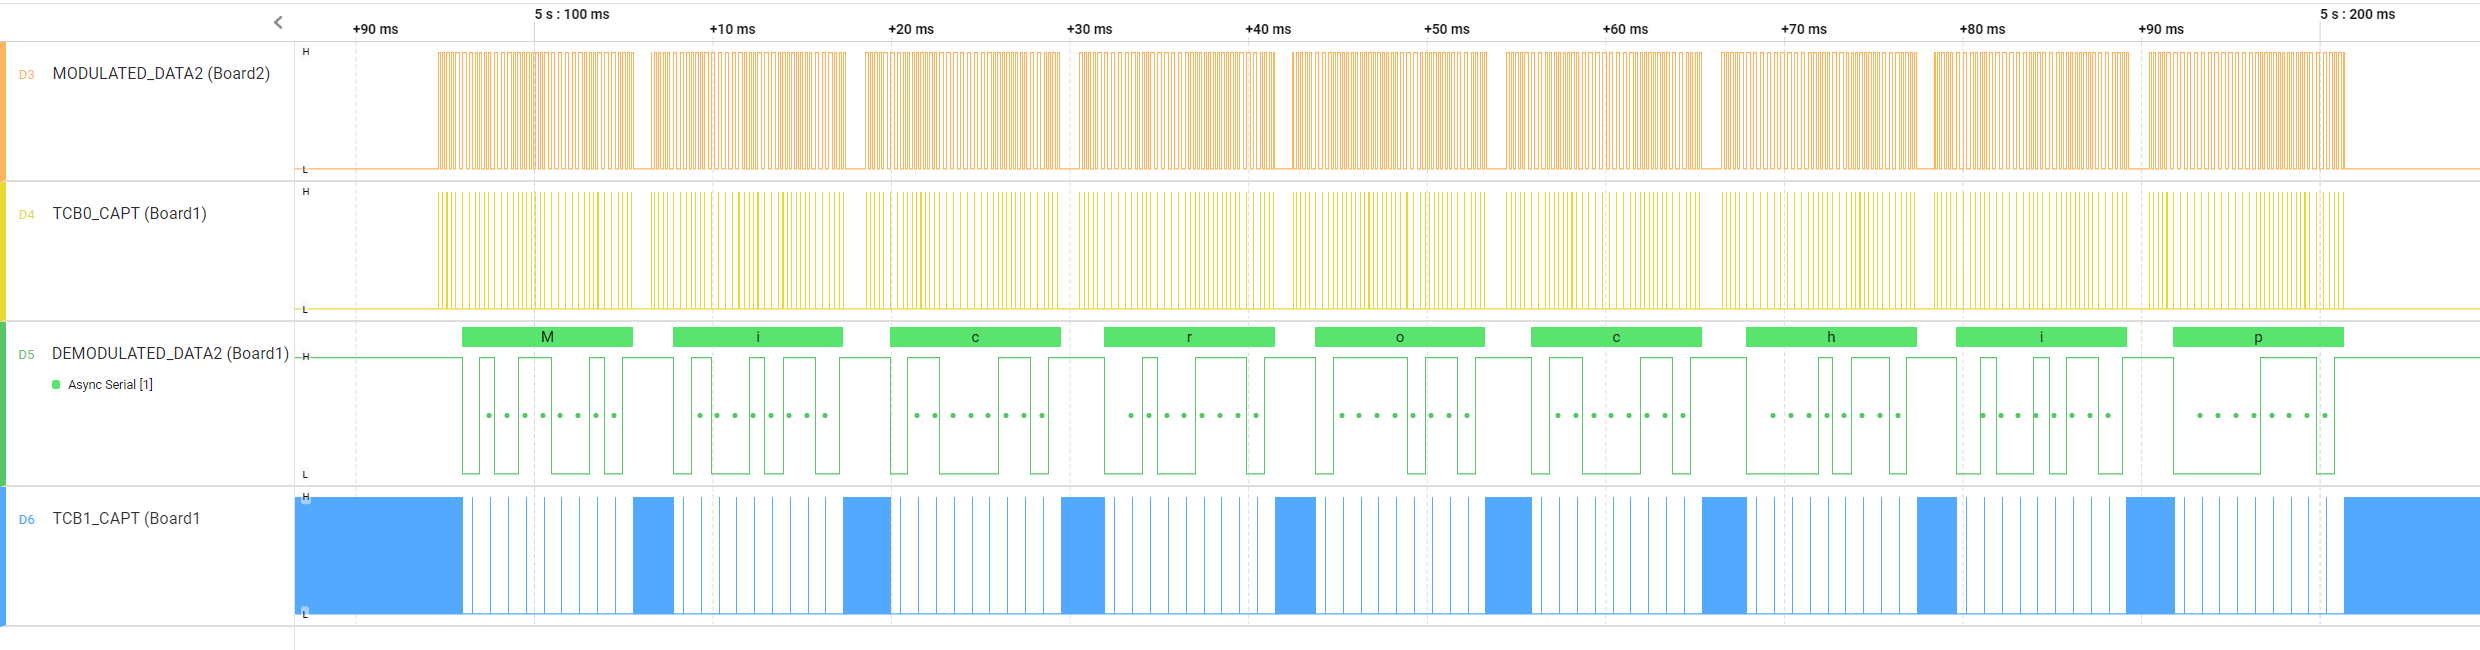 5 s : 100 ms
5 s : 200 ms
+90 ms
+10 ms
+20 ms
+30 ms
+40 ms
+50 ms
+60 ms
+70 ms
+80 ms
+90 ms
H
D3 MODULATED_DATA2 (Board2)
L
H
D4 TCB0_CAPT (Board1)
L
M i c r o c h i p
D5 DEMODULATED_DATA2 (Board1) H
Async Serial [1]
L
H
D6 TCB1_CAPT (Board1
L